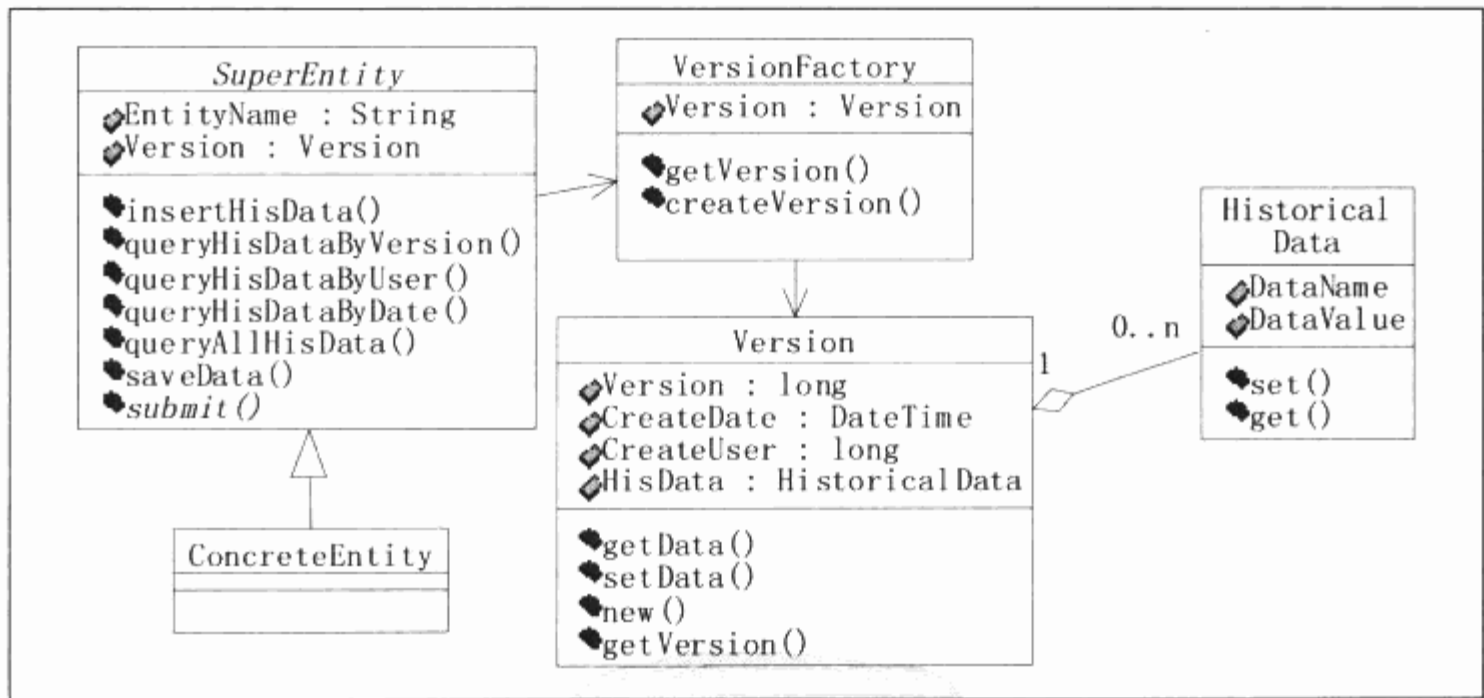 SuperEntity
EntityName : String
Version : Version
insertHisData()
queryHisDataByVersion()
queryHisDataByUser()
queryHisDataByDate()
queryAllHisData()
saveData()
submit()
ConcreteEntity
VersionFactory
Version : Version
getVersion()
createVersion()
Version
Version : long
CreateDate : DateTime
CreateUser : long
HisData : HistoricalData
getData()
setData()
new()
getVersion()
1
0..n
Historical
Data
DataName
DataValue
set()
get()